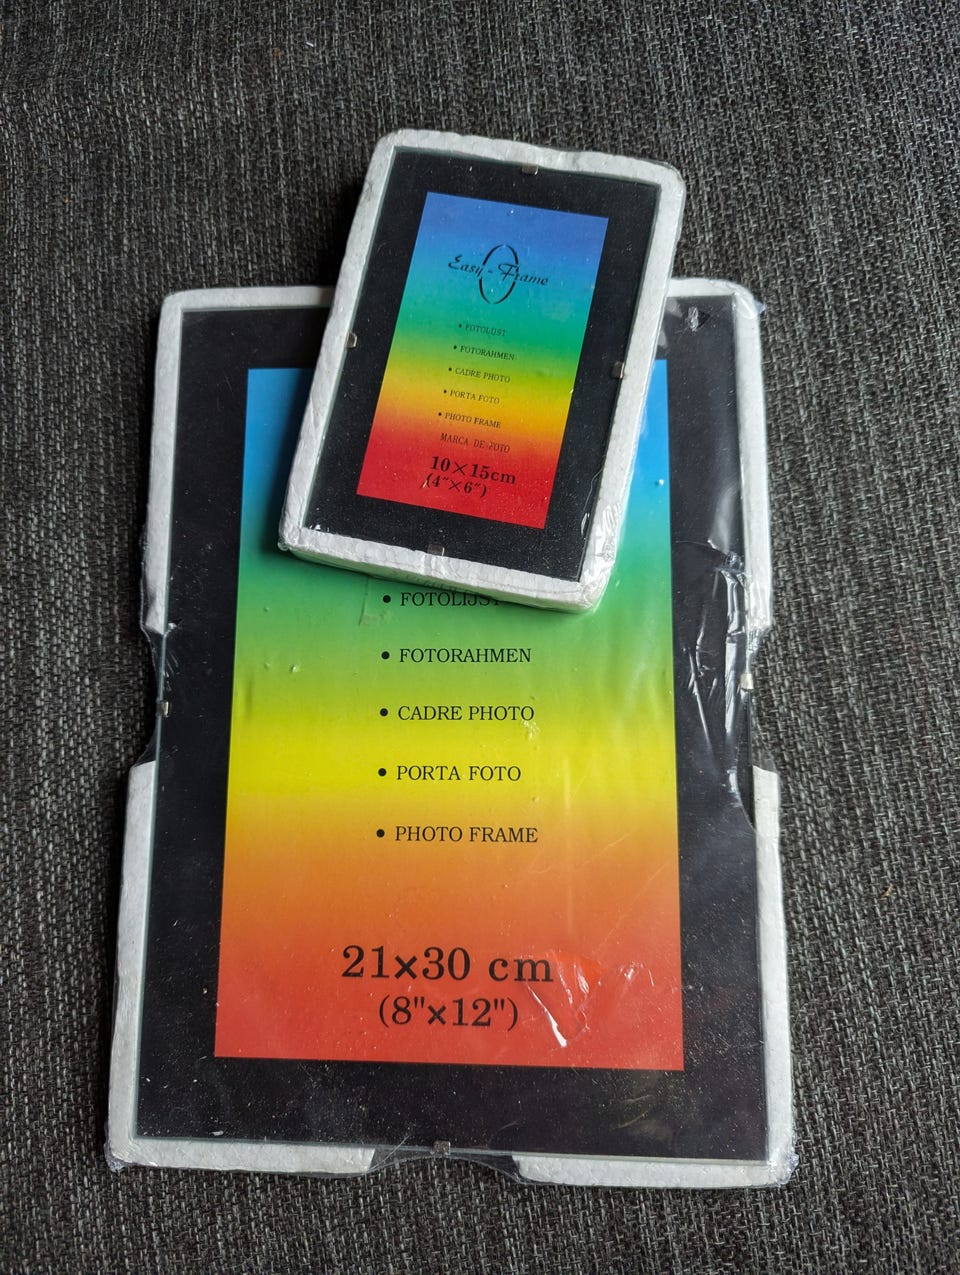 Easy - Frame
• FOTOLIJST
• FOTORAHMEN
• CADRE PHOTO
• PORTA FOTO
• PHOTO FRAME
MARCA DE FOTO
10×15cm
(4"×6")
• FOTOLIJST
• FOTORAHMEN
• CADRE PHOTO
• PORTA FOTO
• PHOTO FRAME
21×30 cm
(8"×12")